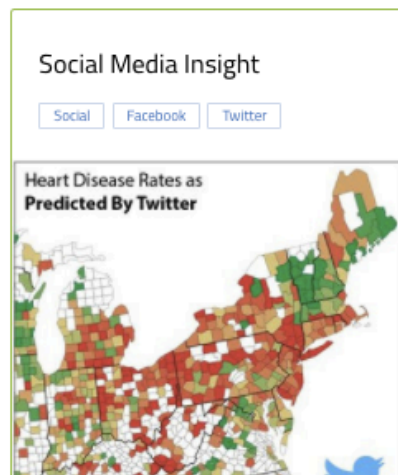 Social Media Insight
Social Facebook Twitter
Heart Disease Rates as
Predicted By Twitter